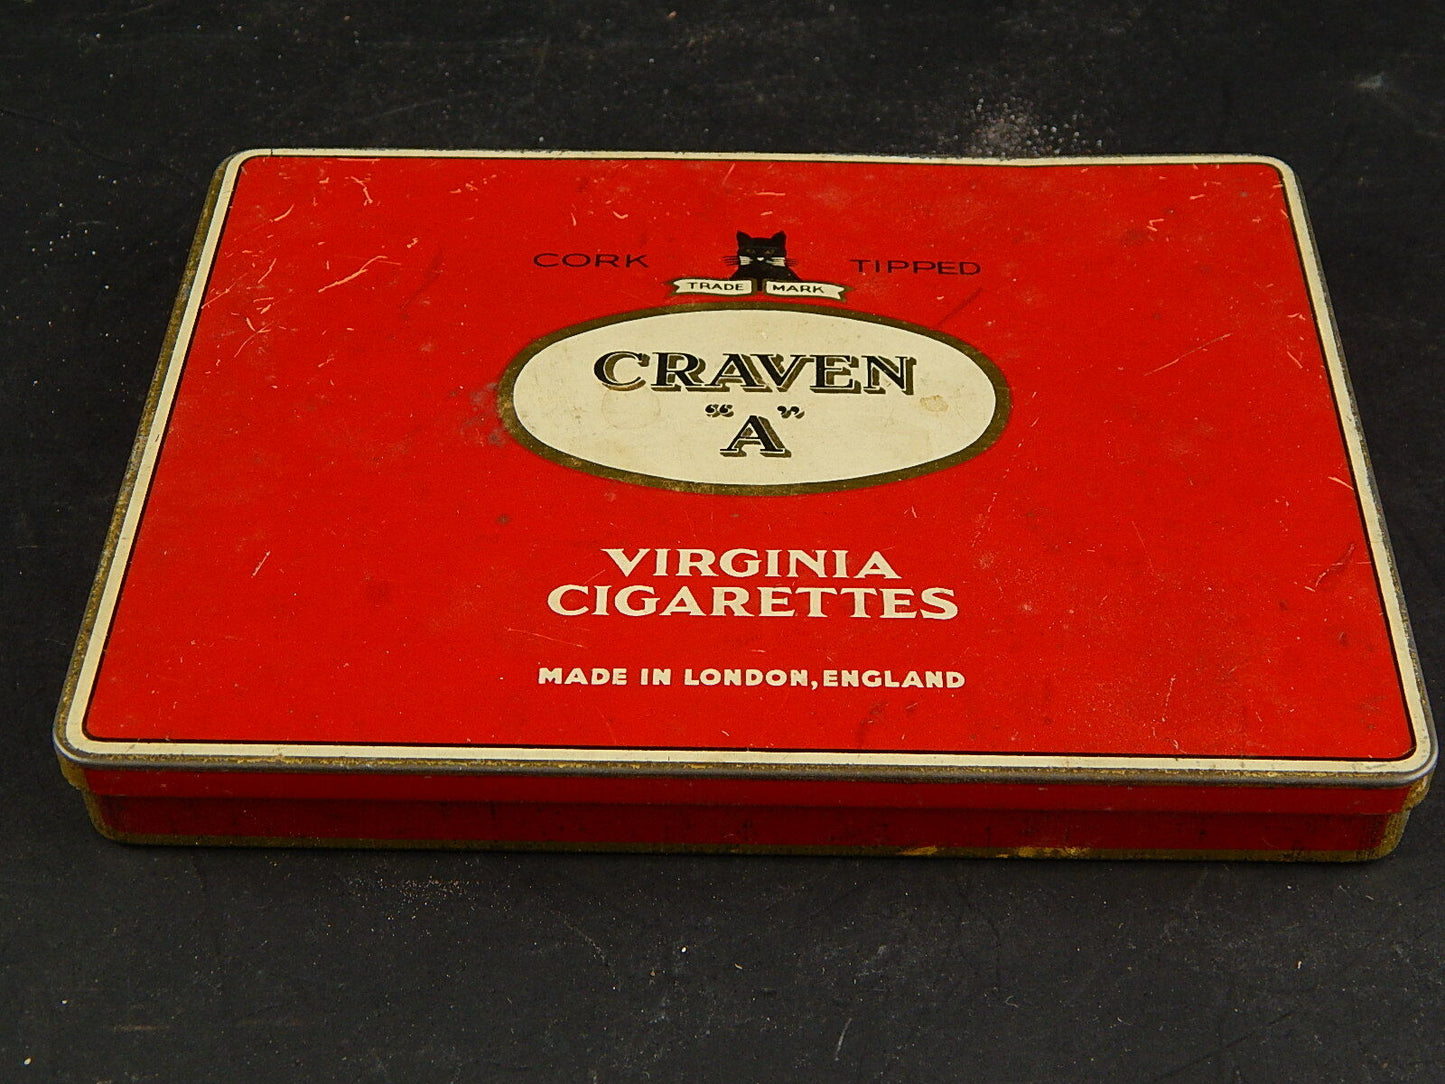 CORK TIPPED
TRADE MARK
CRAVEN
“A”
VIRGINIA
CIGARETTES
MADE IN LONDON, ENGLAND